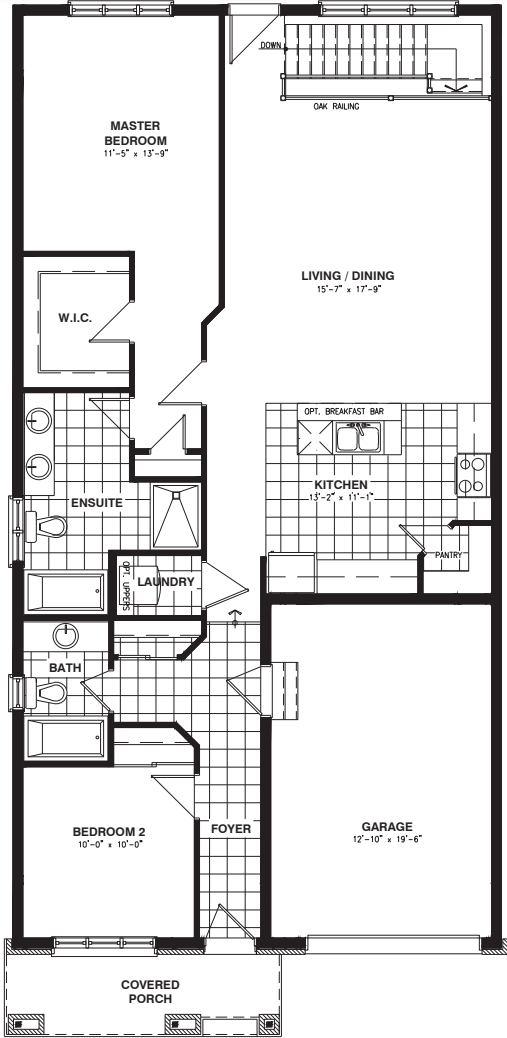 DOWN
OAK RAILING
MASTER
BEDROOM
11'-5" x 13'-9"
LIVING / DINING
15'-7" x 17'-9"
W.I.C.
OPT. BREAKFAST BAR
KITCHEN
13'-2" x 11'-1"
ENSUITE
PANTRY
OPT. UPPERS
LAUNDRY
BATH
BEDROOM 2
10'-0" x 10'-0"
FOYER
GARAGE
12'-10" x 19'-6"
COVERED
PORCH